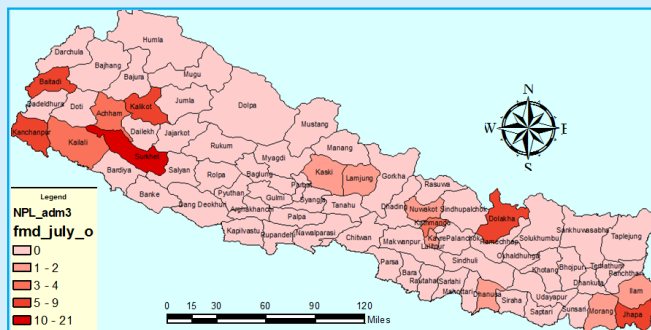 Humla
Darchula
Bajhang
Mugu
Baitadi
Bajura
Dadeldhura
Doti
Achham
Kalikot
Jumla
Dolpa
Mustang
Kanchanpur
Kailali
Dailekh
Jajarkot
Surkhet
Rukum
Manang
Bardiya
Salyan
Rolpa
Myagdi
Kaski
Lamjung
Gorkha
Banke
Pyuthan
Baglung
Parbat
Rasuwa
Dang Deokhuri
Gulmi
Syangja
Tanahu
Dhading
Nuwakot
Sindhupalchok
Dolakha
Arghakhanchi
Palpa
Kathmandu
Kapilvastu
Rupandehi
Nawalparasi
Chitwan
Makwanpur
Lalitpur
Kavre Palanchok
Ramechhap
Solukhumbu
Sankhuwasabha
Taplejung
Parsa
Bara
Rautahat
Sarlahi
Mahottari
Sindhuli
Okhaldhunga
Khotang
Bhojpur
Terhathum
Panchthar
Dhankuta
Dhanusa
Siraha
Udayapur
Saptari
Sunsari
Morang
Ilam
Jhapa
N
W
E
S
Legend
NPL_adm3
fmd_july_o
0
1 - 2
3 - 4
5 - 9
10 - 21
0 15 30 60 90 120
Miles